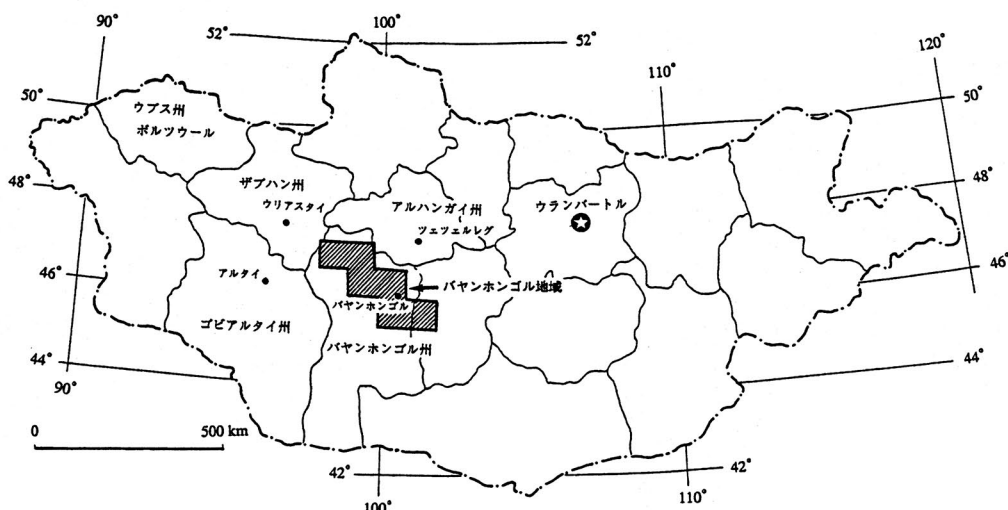 90°
100°
52°
52°
110°
120°
50°
50°
ウブス州
ボルツウール
48°
48°
ザブハン州
ウリアスタイ
アルハンガイ州
ツェツェルレグ
ウランバートル
46°
46°
アルタイ
バヤンホンゴル地域
バヤンホンゴル
ゴビアルタイ州
バヤンホンゴル州
44°
44°
90°
0
500 km
42°
42°
100°
110°